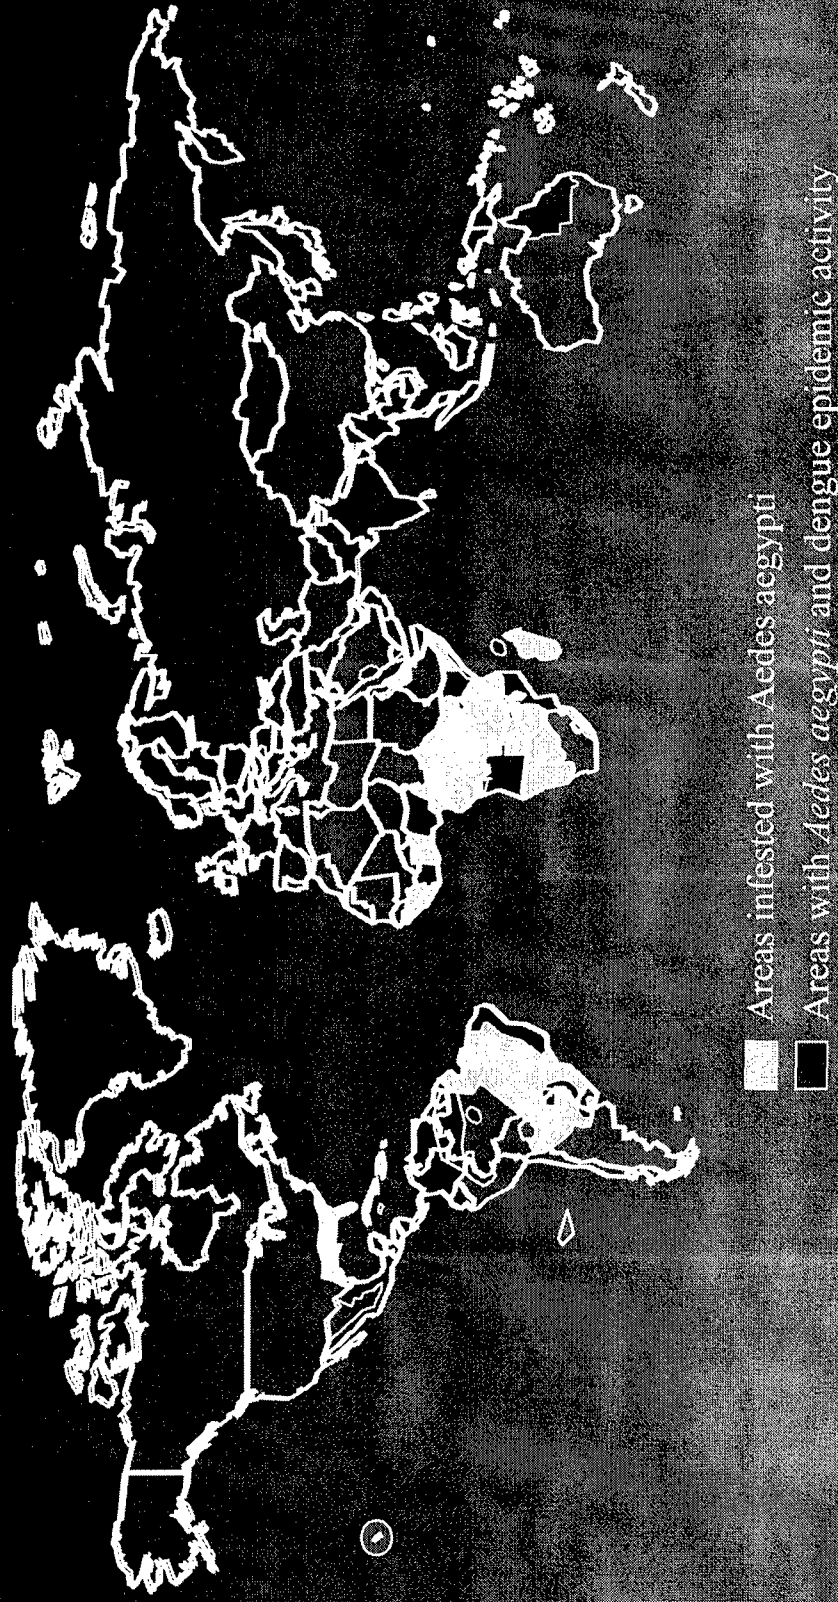 Areas infested with Aedes aegypti
Areas with Aedes aegypti and dengue epidemic activity